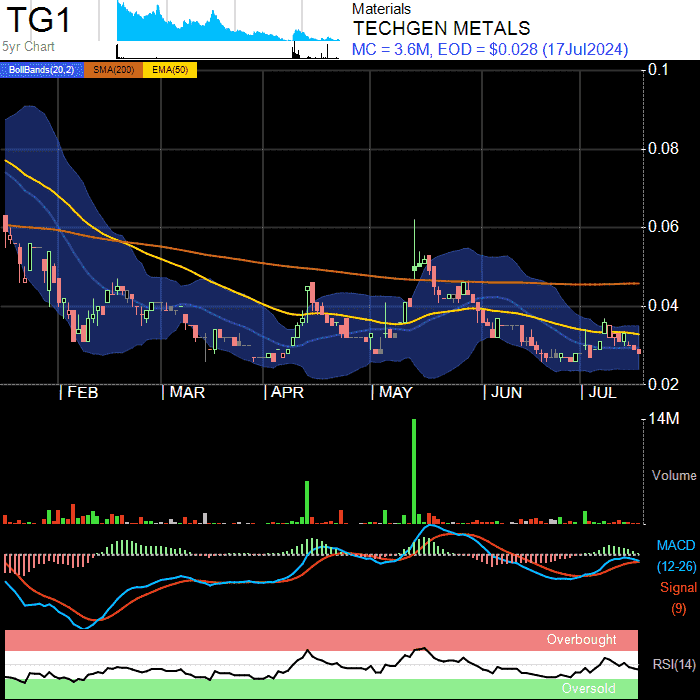 TG1
5yr Chart
Materials
TECHGEN METALS
MC = 3.6M, EOD = $0.028 (17Jul2024)
BollBands(20,2) SMA(200) EMA(50)
0.1
0.08
0.06
0.04
0.02
FEB MAR APR MAY JUN JUL
14M
Volume
MACD
(12-26)
Signal
(9)
Overbought
RSI(14)
Oversold